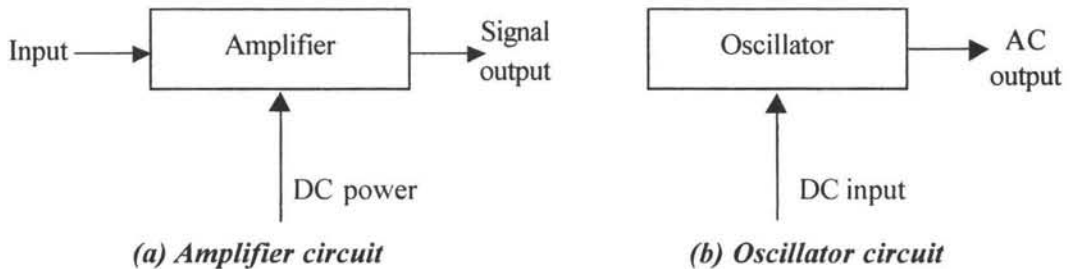 Input
Amplifier
Signal
output
DC power
(a) Amplifier circuit
Oscillator
AC
output
DC input
(b) Oscillator circuit